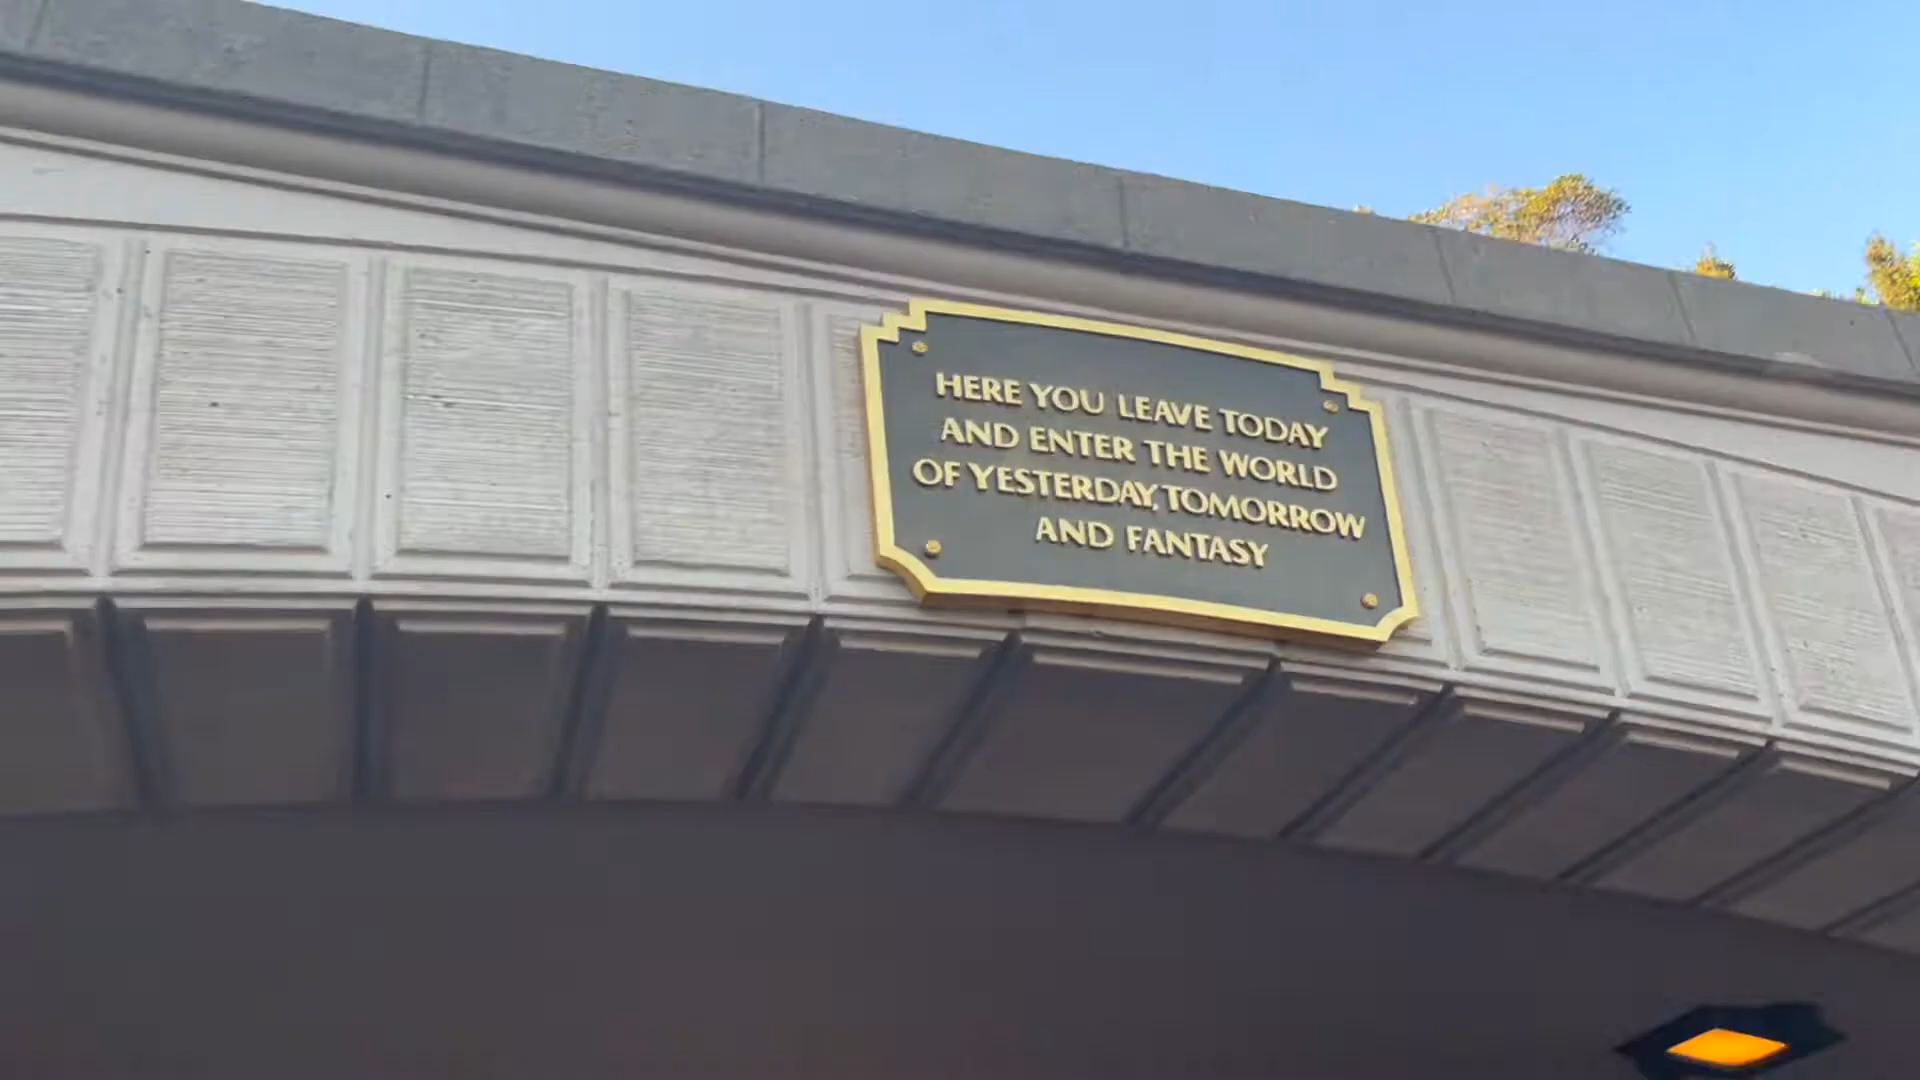 HERE YOU LEAVE TODAY
AND ENTER THE WORLD
OF YESTERDAY, TOMORROW
AND FANTASY